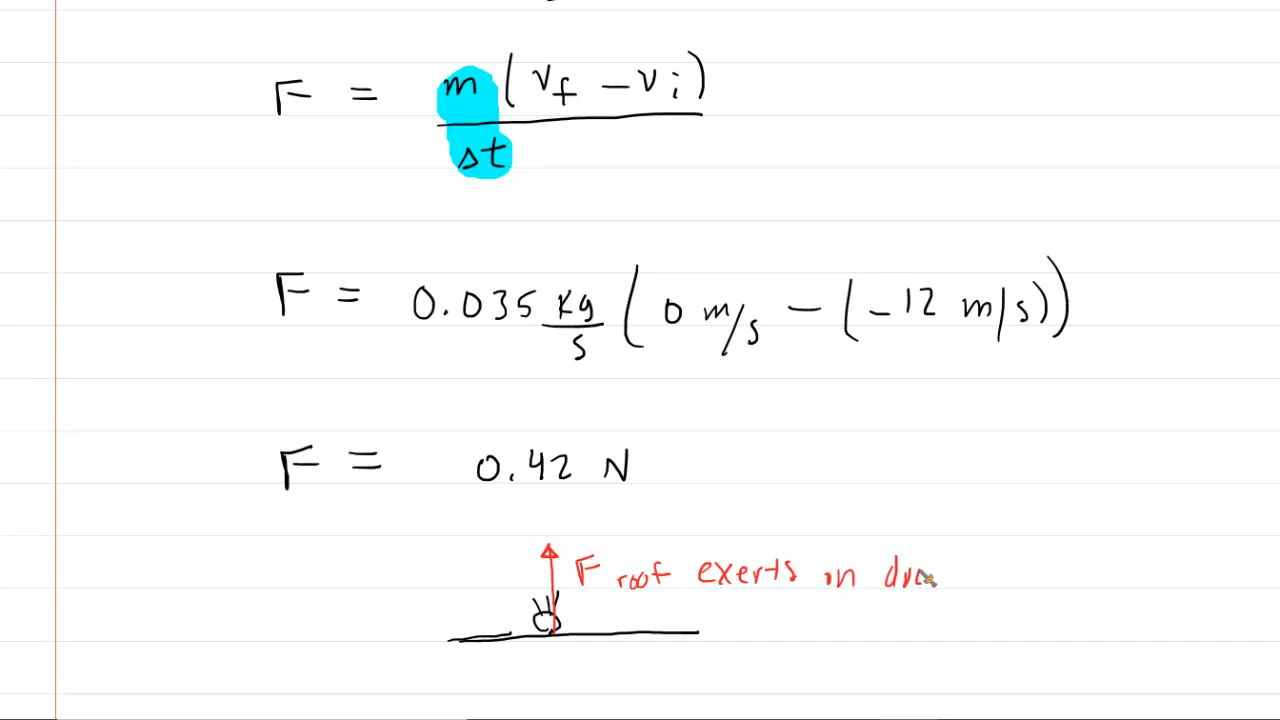 F = m(vf - vi)
Δt
F = 0.035 kg/s (0 m/s - (-12 m/s))
F = 0.42 N
F roof exerts on